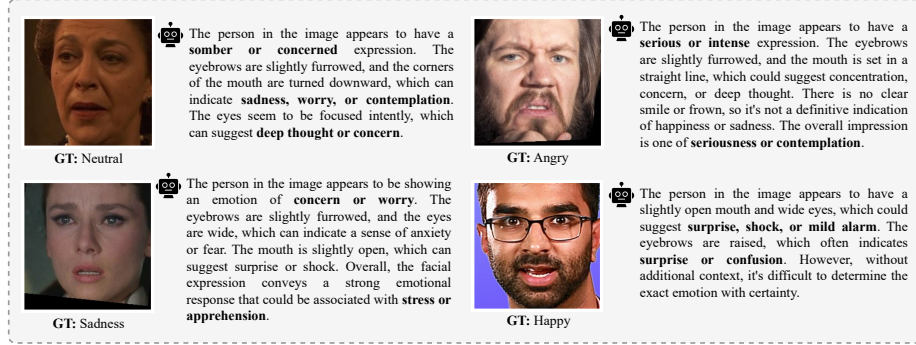 The person in the image appears to have a
somber or concerned expression. The
eyebrows are slightly furrowed, and the corners
of the mouth are turned downward, which can
indicate sadness, worry, or contemplation.
The eyes seem to be focused intently, which
can suggest deep thought or concern.
GT: Neutral
The person in the image appears to have a
serious or intense expression. The eyebrows
are slightly furrowed, and the mouth is set in a
straight line, which could suggest concentration,
concern, or deep thought. There is no clear
smile or frown, so it's not a definitive indication
of happiness or sadness. The overall impression
is one of seriousness or contemplation.
GT: Angry
The person in the image appears to be showing
an emotion of concern or worry. The
eyebrows are slightly furrowed, and the eyes
are wide, which can indicate a sense of anxiety
or fear. The mouth is slightly open, which can
suggest surprise or shock. Overall, the facial
expression conveys a strong emotional
response that could be associated with stress or
apprehension.
GT: Sadness
The person in the image appears to have a
slightly open mouth and wide eyes, which could
suggest surprise, shock, or mild alarm. The
eyebrows are raised, which often indicates
surprise or confusion. However, without
additional context, it's difficult to determine the
exact emotion with certainty.
GT: Happy